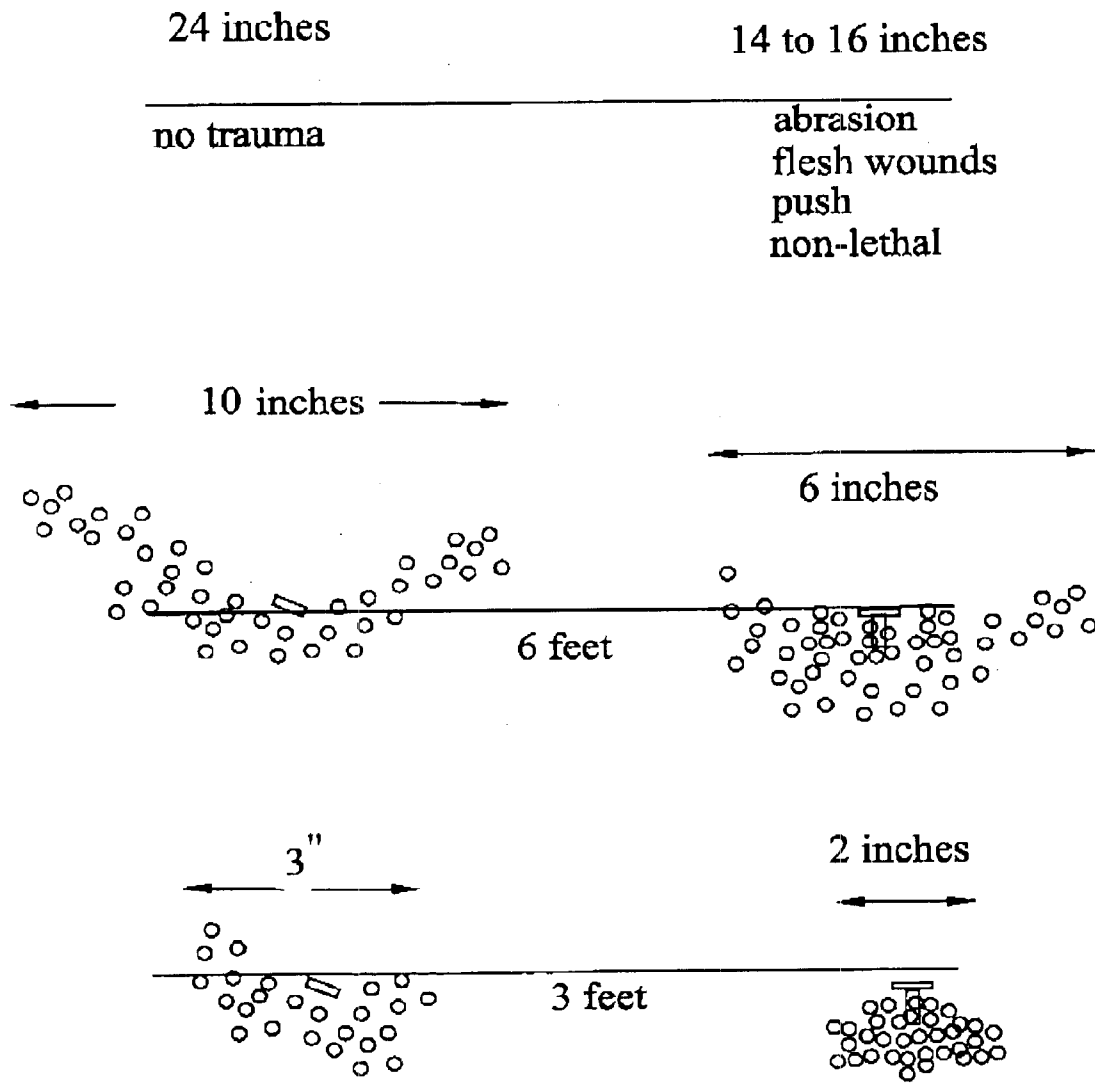 24 inches
14 to 16 inches
no trauma
abrasion
flesh wounds
push
non-lethal
10 inches
6 inches
6 feet
3"
2 inches
3 feet